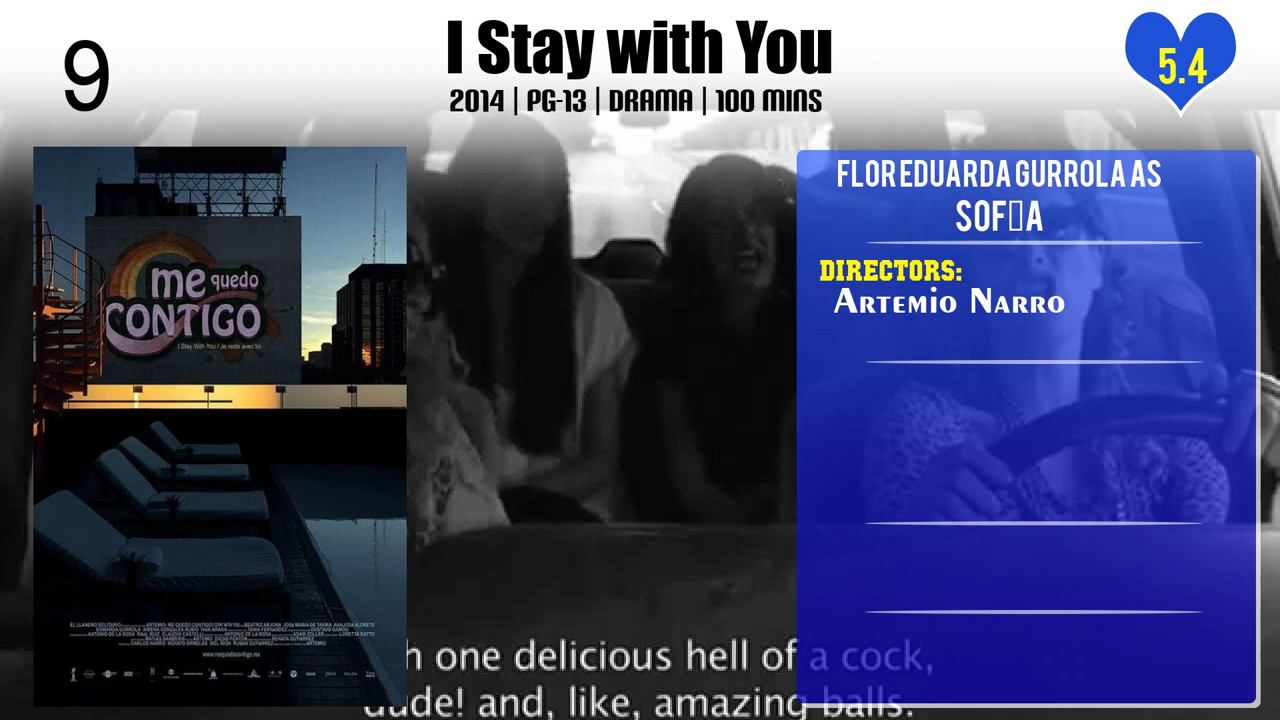 9
I Stay with You
2014 | PG-13 | DRAMA | 100 MINS
5.4
FLOR EDUARDA GURROLA AS
SOF▯A
DIRECTORS:
Artemio Narro
me quedo
CONTIGO
I Stay With You / Je reste avec toi
www.mequedocontigo.mx
h one delicious hell of a cock,
dude! and, like, amazing balls.